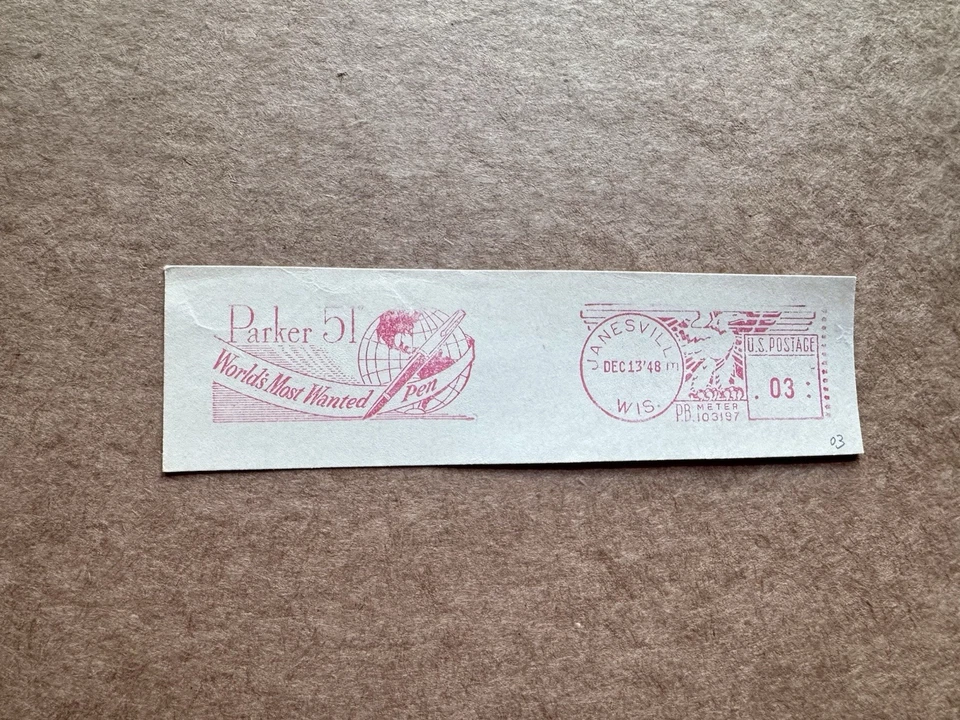 Parker 51
World's Most Wanted pen
JANESVILLE
DEC 13 '48
WIS.
U.S. POSTAGE
03
P.B. METER
103197
03